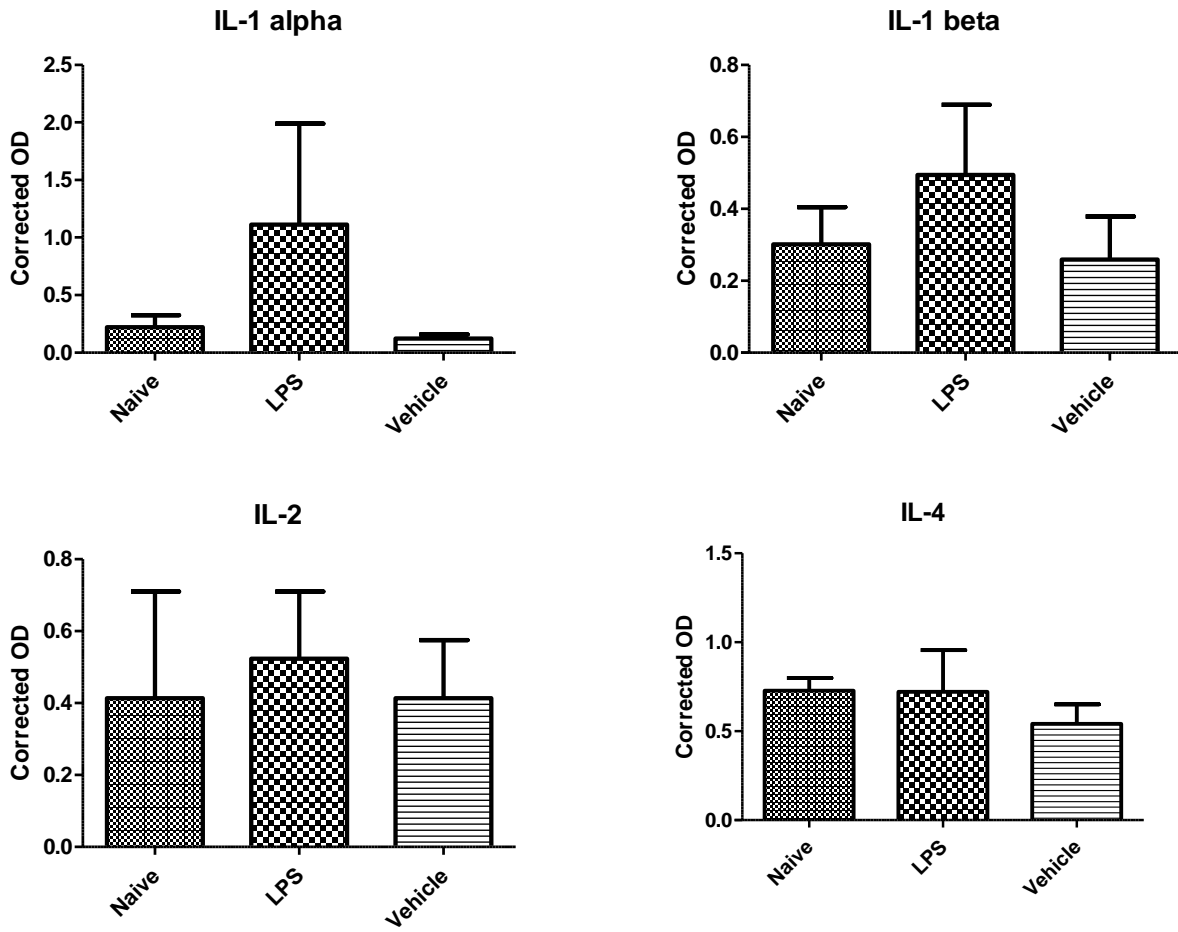 IL-1 alpha
Corrected OD
2.5
2.0
1.5
1.0
0.5
0.0
Naive
LPS
Vehicle
IL-1 beta
Corrected OD
0.8
0.6
0.4
0.2
0.0
Naive
LPS
Vehicle
IL-2
Corrected OD
0.8
0.6
0.4
0.2
0.0
Naive
LPS
Vehicle
IL-4
Corrected OD
1.5
1.0
0.5
0.0
Naive
LPS
Vehicle